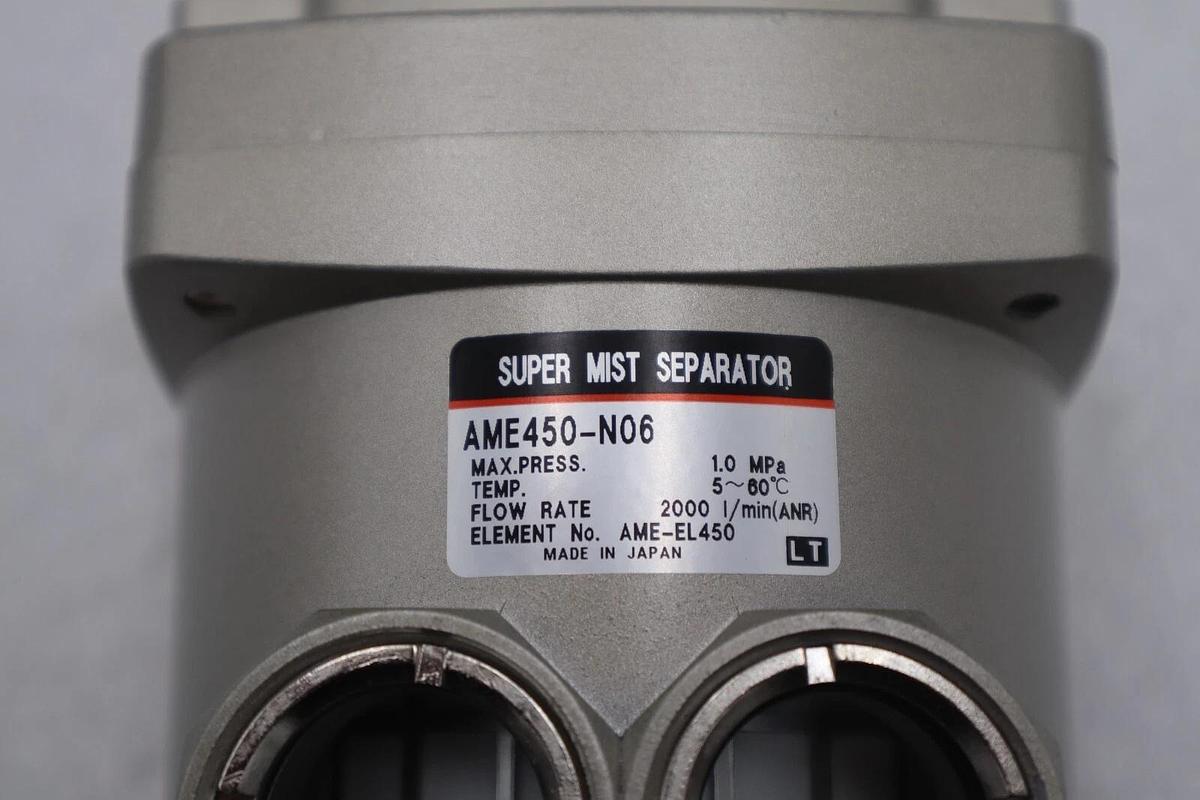 SUPER MIST SEPARATOR
AME450-N06
MAX.PRESS. 1.0 MPa
TEMP. 5~60℃
FLOW RATE 2000 l/min(ANR)
ELEMENT No. AME-EL450
MADE IN JAPAN LT